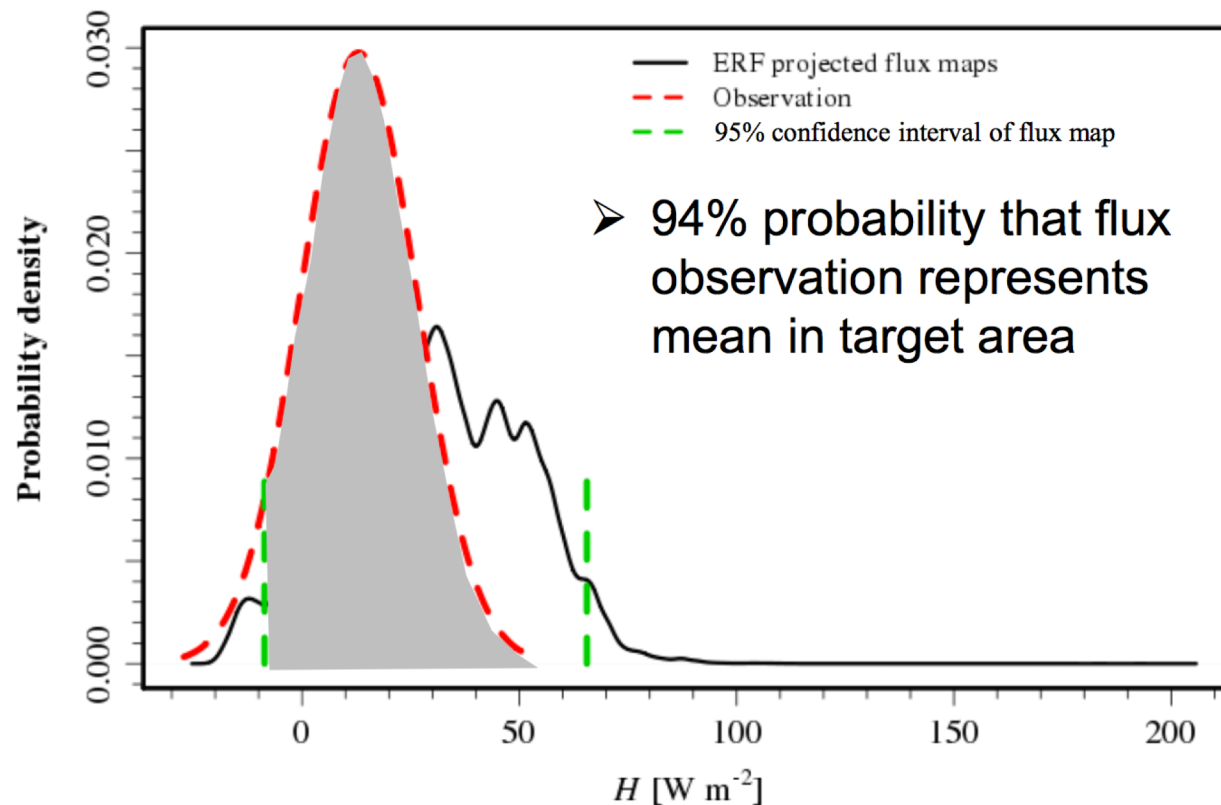 0.030
0.020
0.010
0.000
Probability density
ERF projected flux maps
Observation
95% confidence interval of flux map
➢ 94% probability that flux
observation represents
mean in target area
0 50 100 150 200
H [W m⁻²]